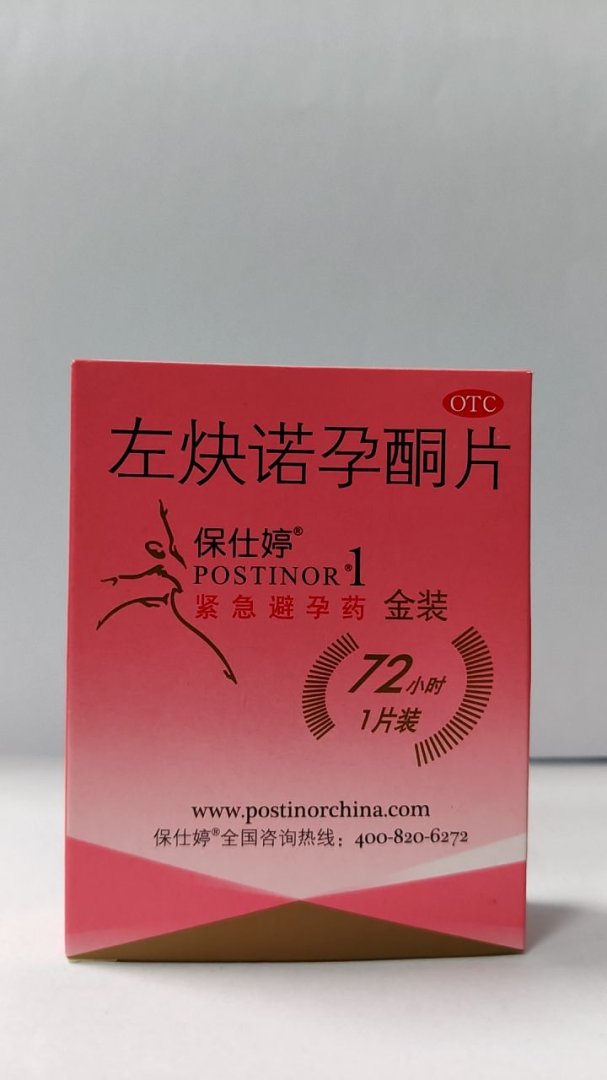 OTC
左炔诺孕酮片
保仕婷®
POSTINOR®1
紧急避孕药 金装
72小时
1片装
www.postinorchina.com
保仕婷®全国咨询热线：400-820-6272